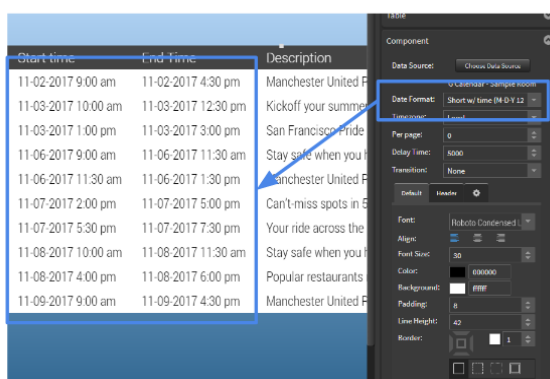 Table
Component
Start time End Time Description
Data Source: Choose Data Source
Calendar - Sample Room
11-02-2017 9:00 am 11-02-2017 4:30 pm Manchester United F
Date Format: Short w/ time (M-D-Y 12
11-03-2017 10:00 am 11-03-2017 12:30 pm Kickoff your summer
Timezone: Local
11-03-2017 1:00 pm 11-03-2017 3:00 pm San Francisco Pride
Per page: 0
11-06-2017 9:00 am 11-06-2017 11:30 am Stay safe when you h
Delay Time: 5000
11-06-2017 11:30 am 11-06-2017 1:30 pm Manchester United F
Transition: None
11-07-2017 2:00 pm 11-07-2017 5:00 pm Can't-miss spots in 5
Default Header
11-07-2017 5:30 pm 11-07-2017 7:30 pm Your ride across the
Font: Roboto Condensed L
Align:
11-08-2017 10:00 am 11-08-2017 11:30 am Stay safe when you h
Font Size: 30
11-08-2017 4:00 pm 11-08-2017 6:00 pm Popular restaurants
Color: 000000
Background: FFFF
11-09-2017 9:00 am 11-09-2017 4:30 pm Manchester United F
Padding: 8
Line Height: 42
Border: 1